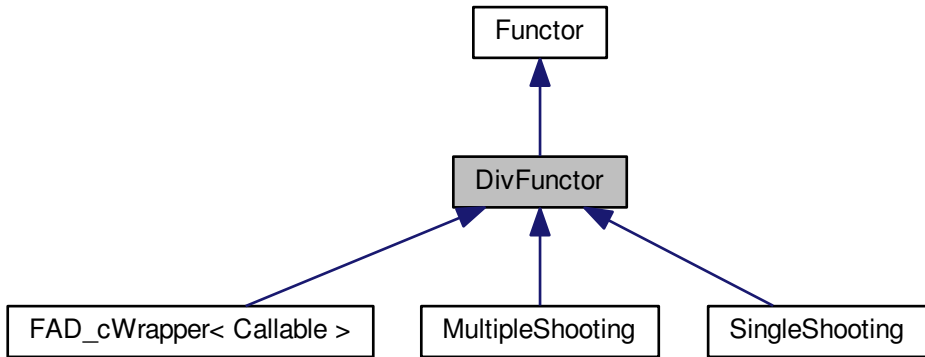 Functor
DivFunctor
FAD_cWrapper< Callable >
MultipleShooting
SingleShooting